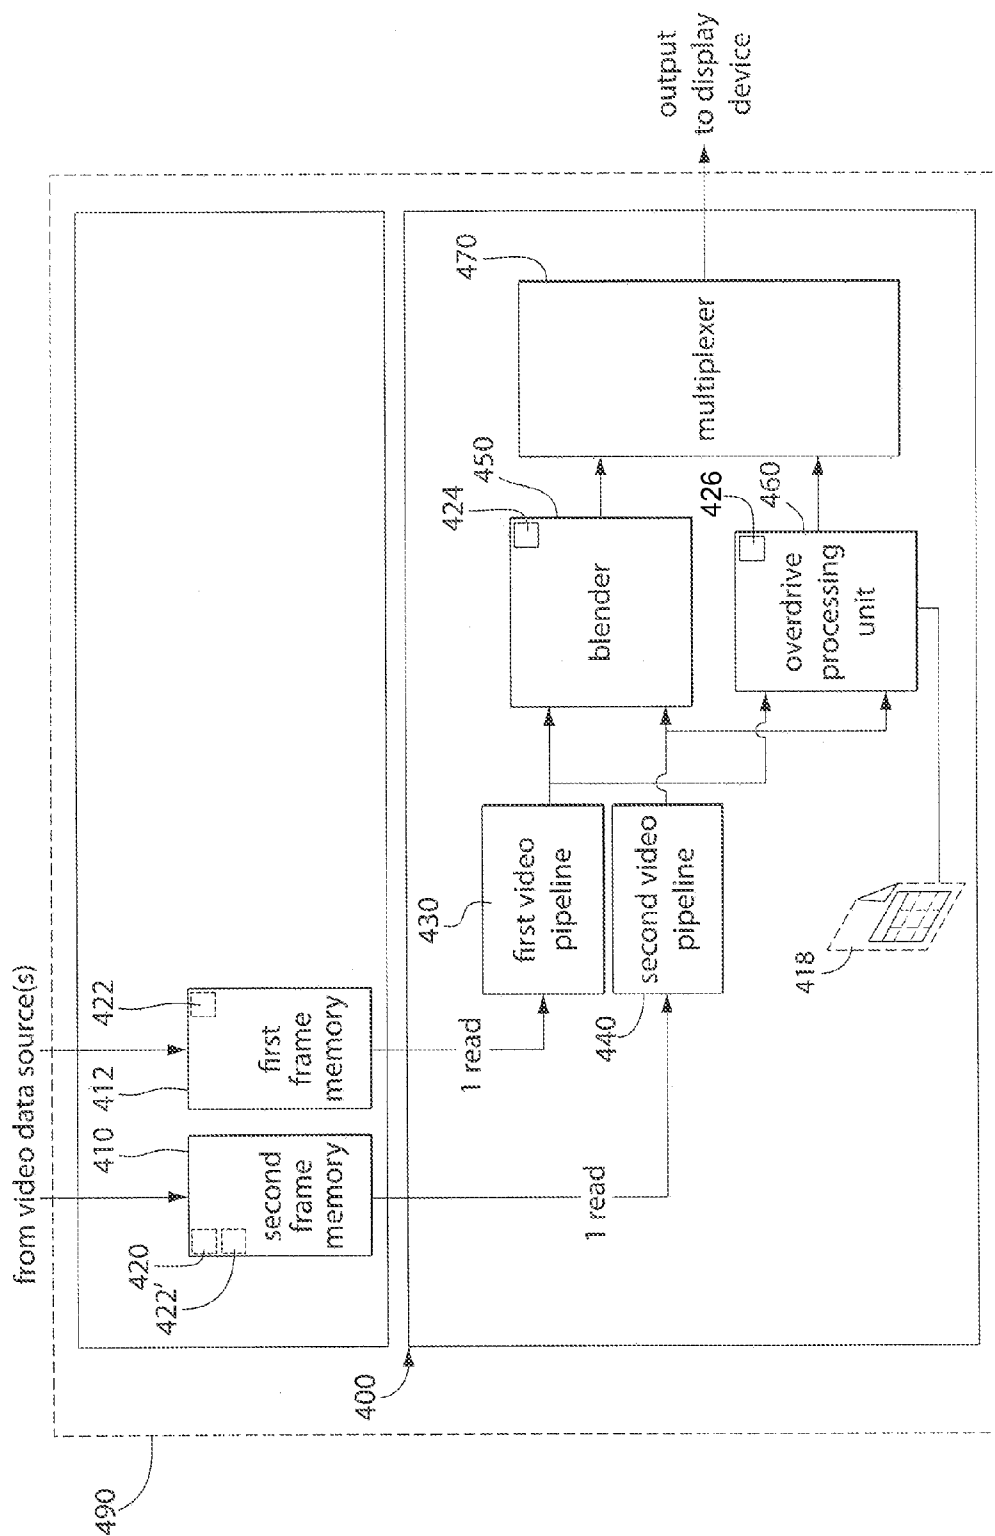 490
from video data source(s)
400
420
422'
410
second
frame
memory
412
422
first
frame
memory
1 read
1 read
430
first video
pipeline
440
second video
pipeline
418
424
450
blender
426
460
overdrive
processing
unit
470
multiplexer
output
to display
device